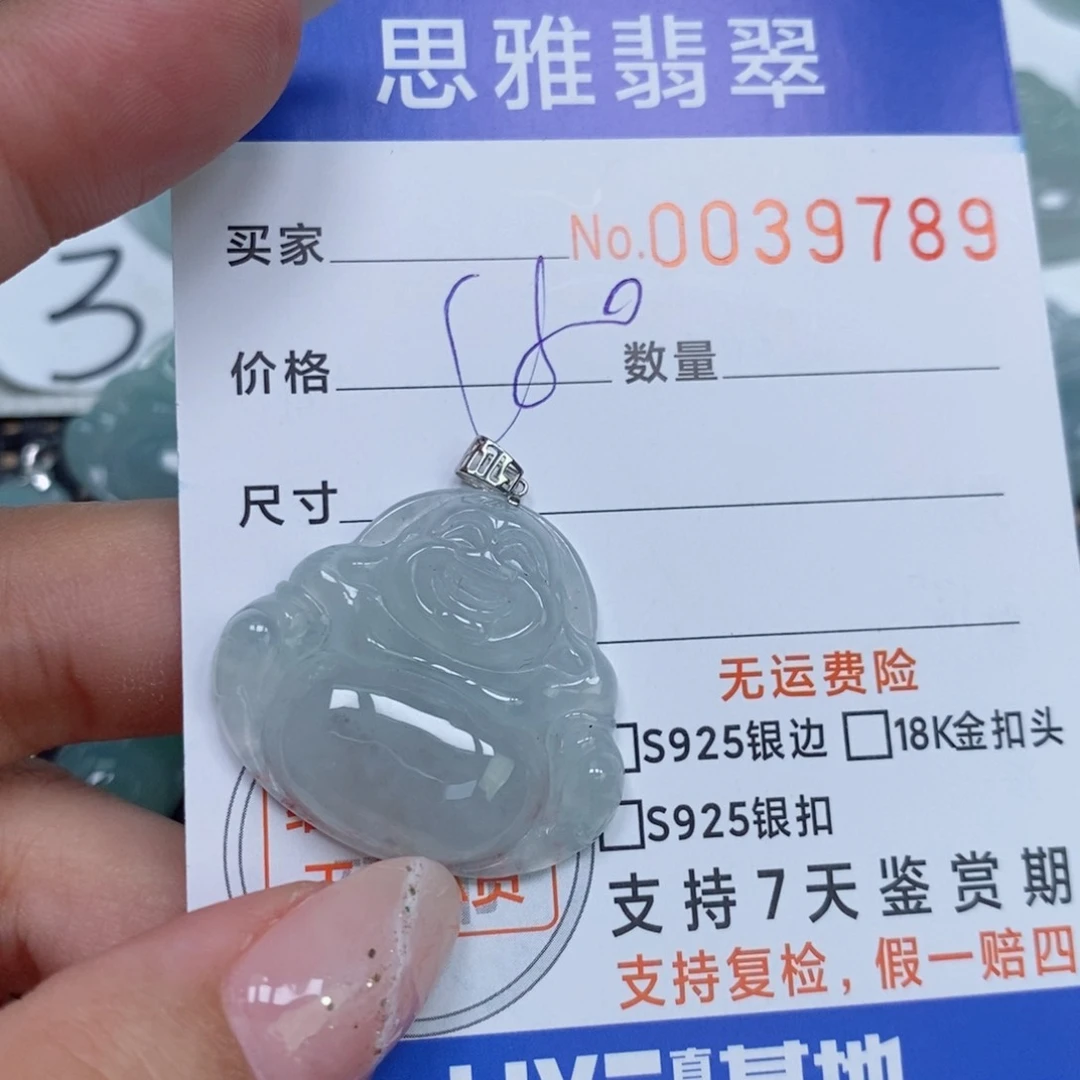 思雅翡翠
买家 No.0039789
3
价格 数量
尺寸
无运费险
S925银边 18K金扣头
S925银扣
支持7天鉴赏期
支持复检,假一赔四
基地